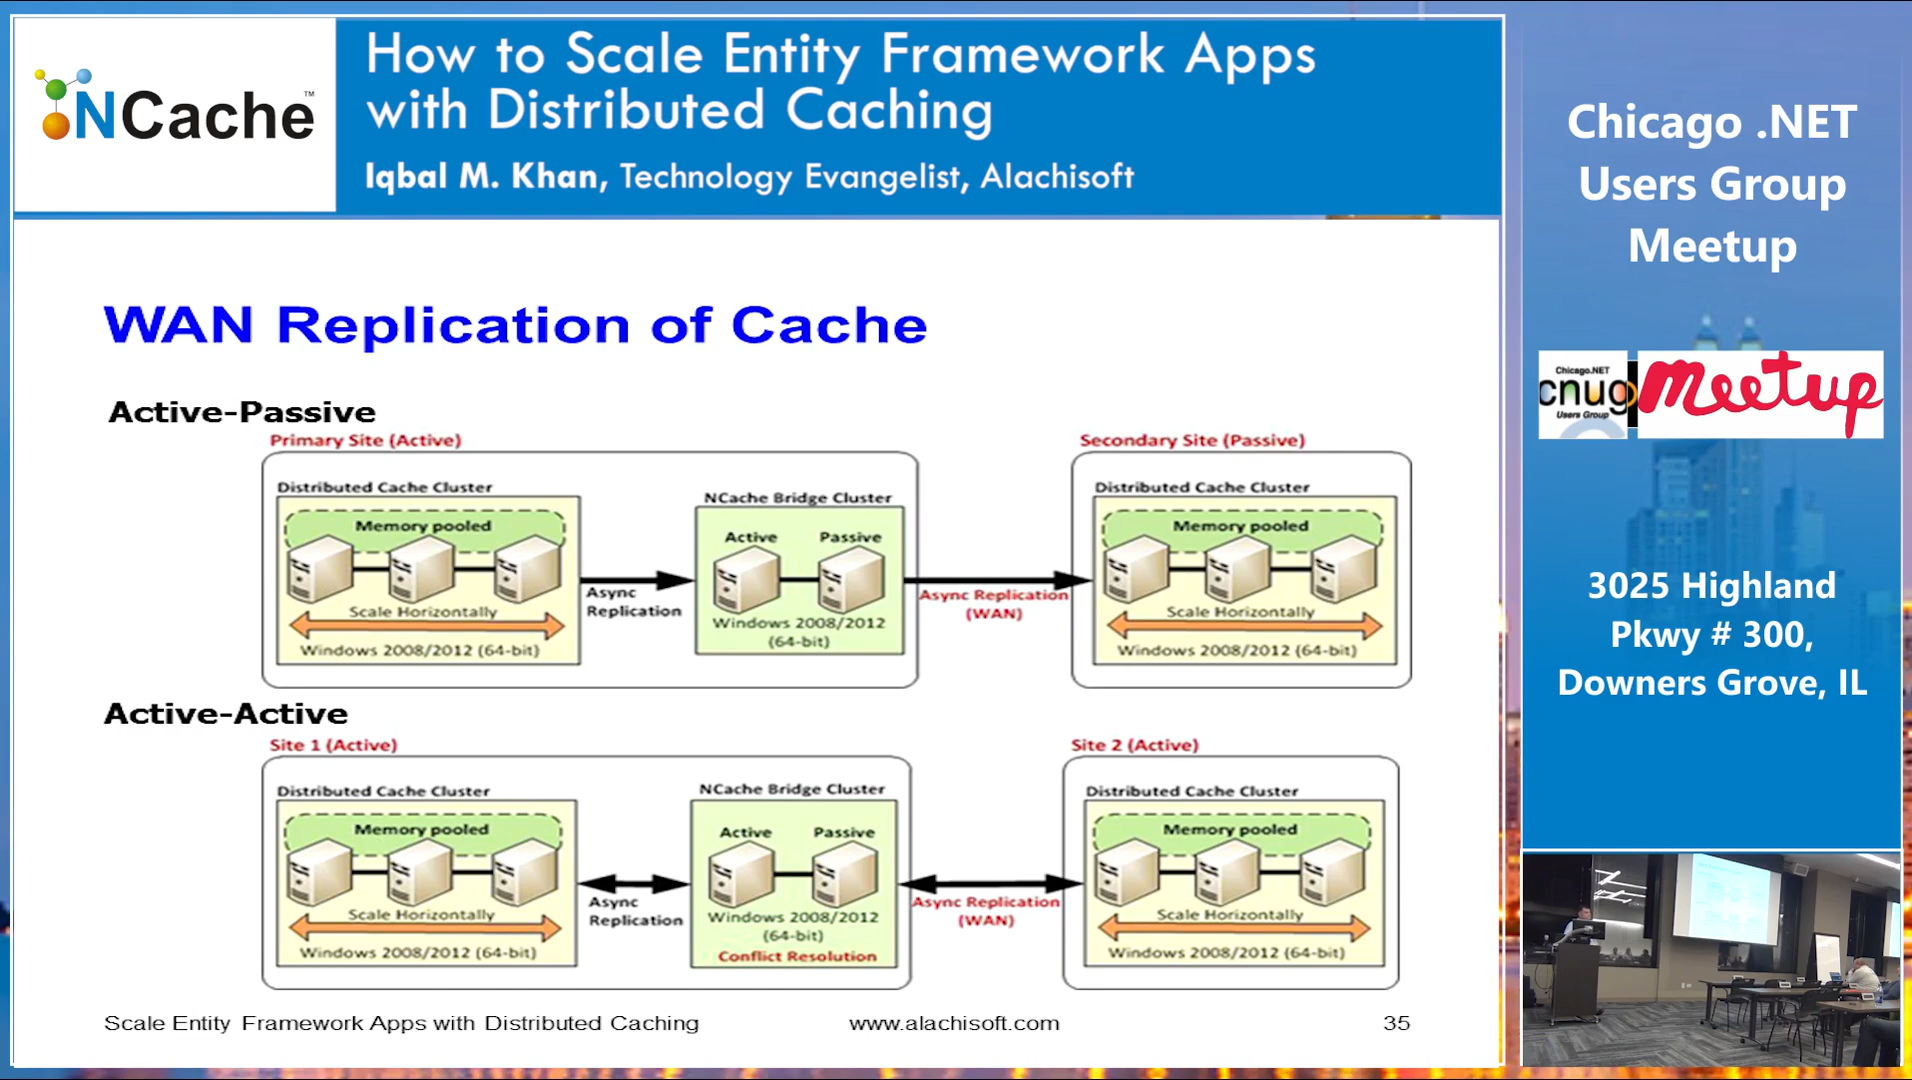 NCache™
How to Scale Entity Framework Apps
with Distributed Caching
Iqbal M. Khan, Technology Evangelist, Alachisoft
WAN Replication of Cache
Active-Passive
Primary Site (Active)
Distributed Cache Cluster
Memory pooled
Scale Horizontally
Windows 2008/2012 (64-bit)
Async
Replication
NCache Bridge Cluster
Active Passive
Windows 2008/2012
(64-bit)
Async Replication
(WAN)
Secondary Site (Passive)
Distributed Cache Cluster
Memory pooled
Scale Horizontally
Windows 2008/2012 (64-bit)
Active-Active
Site 1 (Active)
Distributed Cache Cluster
Memory pooled
Scale Horizontally
Windows 2008/2012 (64-bit)
Async
Replication
NCache Bridge Cluster
Active Passive
Windows 2008/2012
(64-bit)
Conflict Resolution
Async Replication
(WAN)
Site 2 (Active)
Distributed Cache Cluster
Memory pooled
Scale Horizontally
Windows 2008/2012 (64-bit)
Scale Entity Framework Apps with Distributed Caching
www.alachisoft.com
35
Chicago .NET
Users Group
Meetup
Chicago.NET
cnug
Users Group
meetup
3025 Highland
Pkwy # 300,
Downers Grove, IL